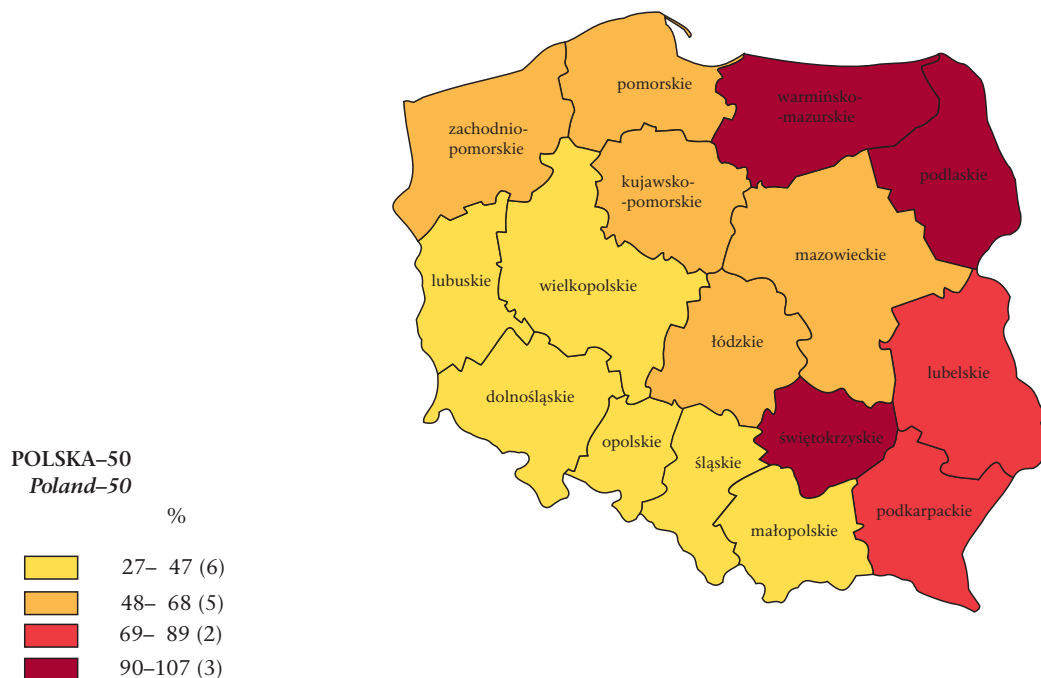 pomorskie
warmińsko-
-mazurskie
zachodnio-
pomorskie
podlaskie
kujawsko-
-pomorskie
mazowieckie
lubuskie
wielkopolskie
łódzkie
lubelskie
dolnośląskie
opolskie
świętokrzyskie
śląskie
podkarpackie
małopolskie
POLSKA–50
Poland–50
%
27– 47 (6)
48– 68 (5)
69– 89 (2)
90–107 (3)